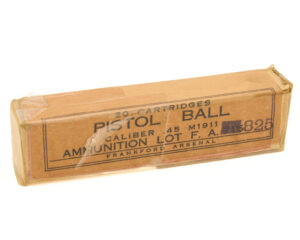 20 CARTRIDGES
PISTOL BALL
CALIBER .45 M1911
AMMUNITION LOT F. A. 825
FRANKFORD ARSENAL